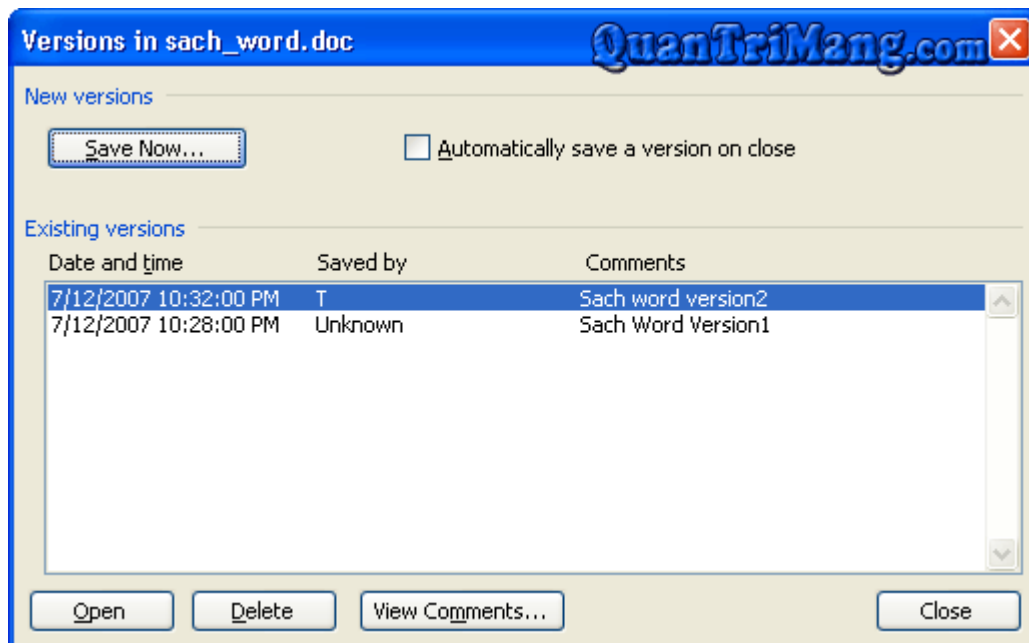 Versions in sach_word.doc QuanTriMang.com
New versions
Save Now... Automatically save a version on close
Existing versions
Date and time Saved by Comments
7/12/2007 10:32:00 PM T Sach word version2
7/12/2007 10:28:00 PM Unknown Sach Word Version1
Open Delete View Comments... Close